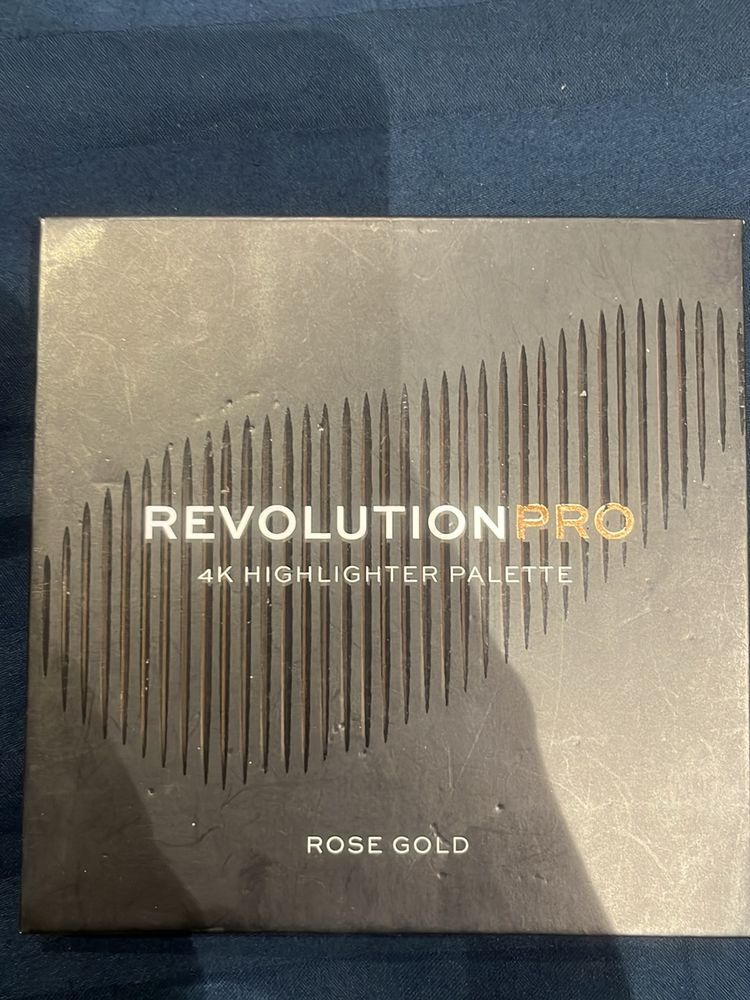 REVOLUTIONPRO
4K HIGHLIGHTER PALETTE
ROSE GOLD